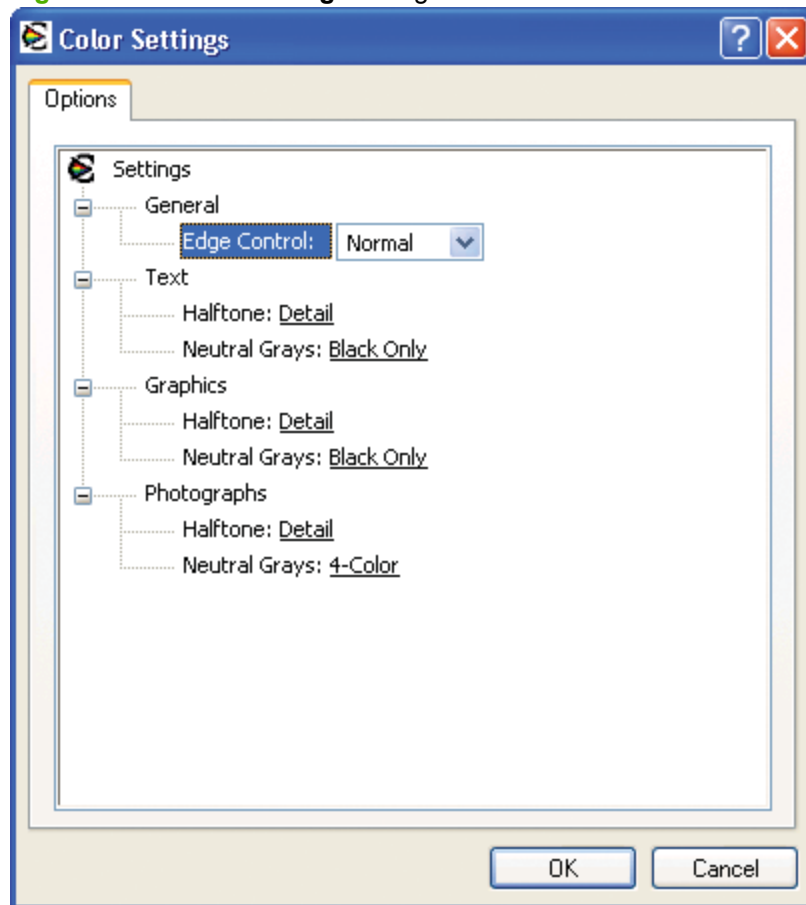 Color Settings
Options
Settings
General
Edge Control: Normal
Text
Halftone: Detail
Neutral Grays: Black Only
Graphics
Halftone: Detail
Neutral Grays: Black Only
Photographs
Halftone: Detail
Neutral Grays: 4-Color
OK Cancel